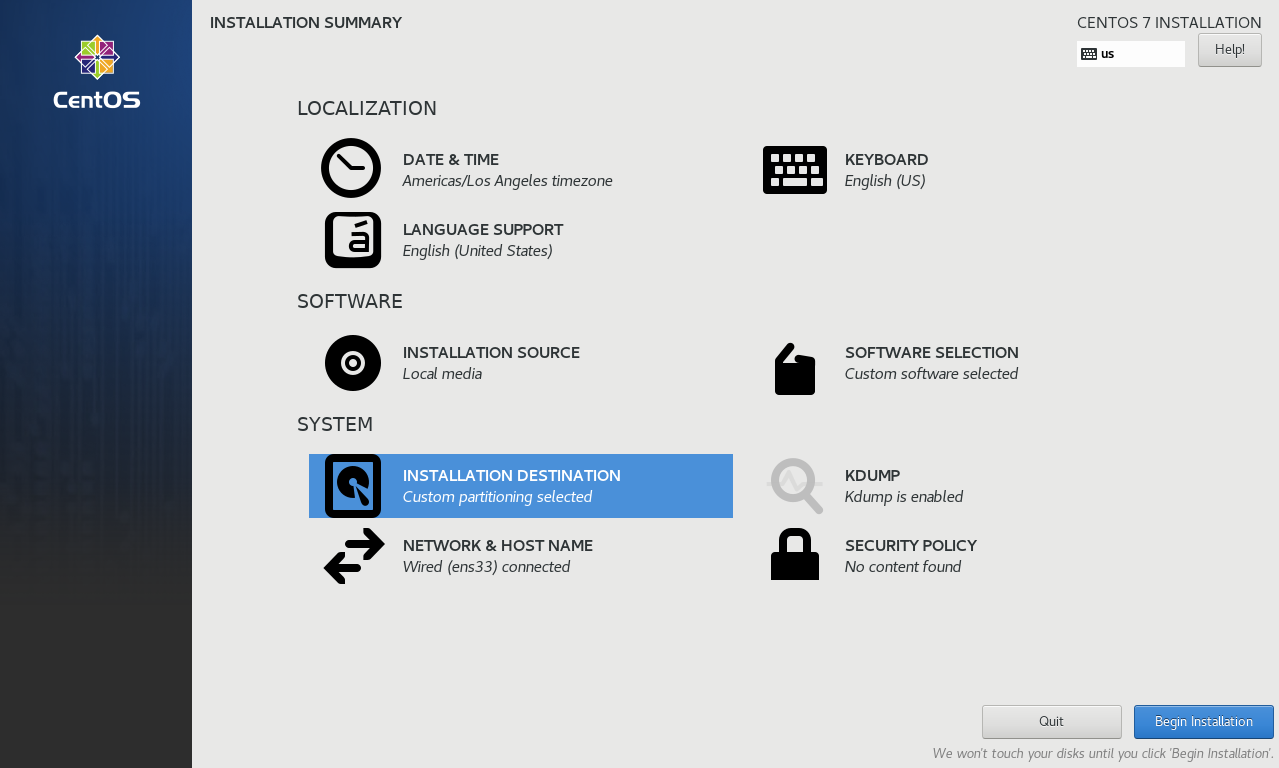 CentOS
INSTALLATION SUMMARY
CENTOS 7 INSTALLATION
us
Help!
LOCALIZATION
DATE & TIME
Americas/Los Angeles timezone
KEYBOARD
English (US)
á
LANGUAGE SUPPORT
English (United States)
SOFTWARE
INSTALLATION SOURCE
Local media
SOFTWARE SELECTION
Custom software selected
SYSTEM
INSTALLATION DESTINATION
Custom partitioning selected
KDUMP
Kdump is enabled
NETWORK & HOST NAME
Wired (ens33) connected
SECURITY POLICY
No content found
Quit
Begin Installation
We won't touch your disks until you click 'Begin Installation'.